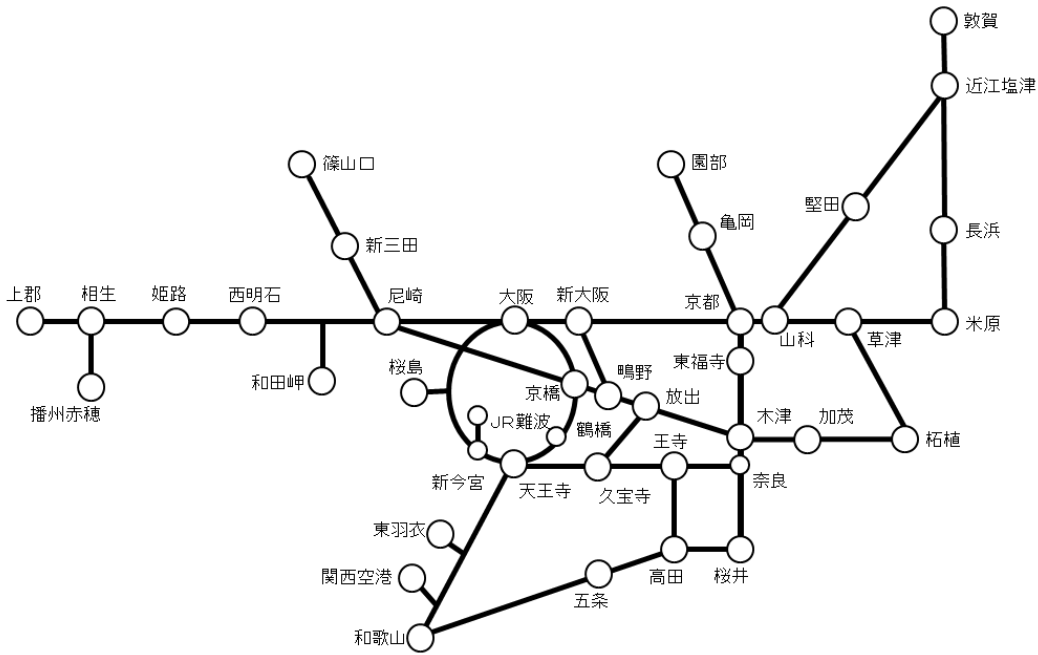 敦賀
近江塩津
篠山口
園部
堅田
亀岡
長浜
新三田
上郡
相生
姫路
西明石
尼崎
大阪
新大阪
京都
山科
草津
米原
東福寺
桜島
鴫野
和田岬
京橋
放出
播州赤穂
JR難波
鶴橋
木津
加茂
柘植
王寺
新今宮
天王寺
久宝寺
奈良
東羽衣
関西空港
高田
桜井
五条
和歌山